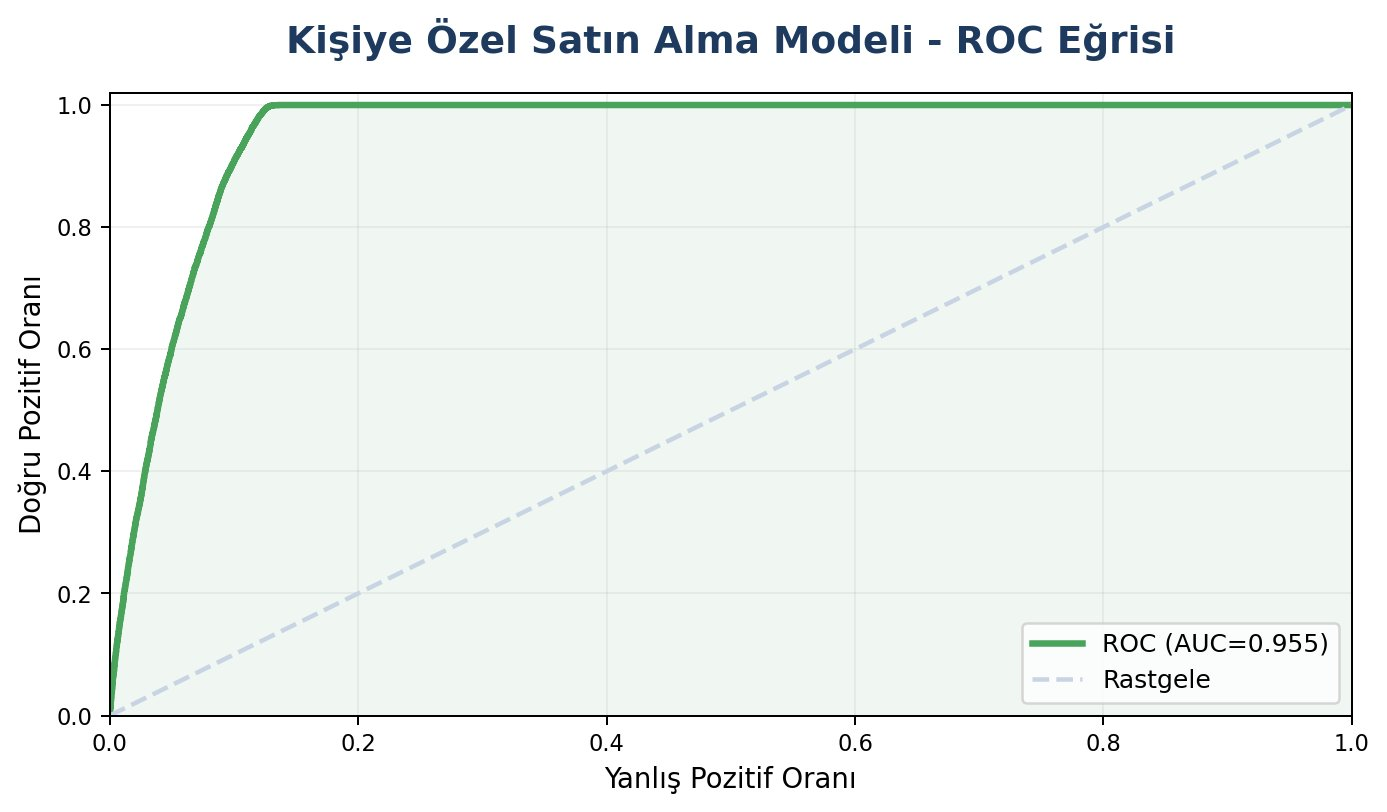 Kişiye Özel Satın Alma Modeli - ROC Eğrisi
Doğru Pozitif Oranı
1.0
0.8
0.6
0.4
0.2
0.0
0.0 0.2 0.4 0.6 0.8 1.0
Yanlış Pozitif Oranı
ROC (AUC=0.955)
Rastgele